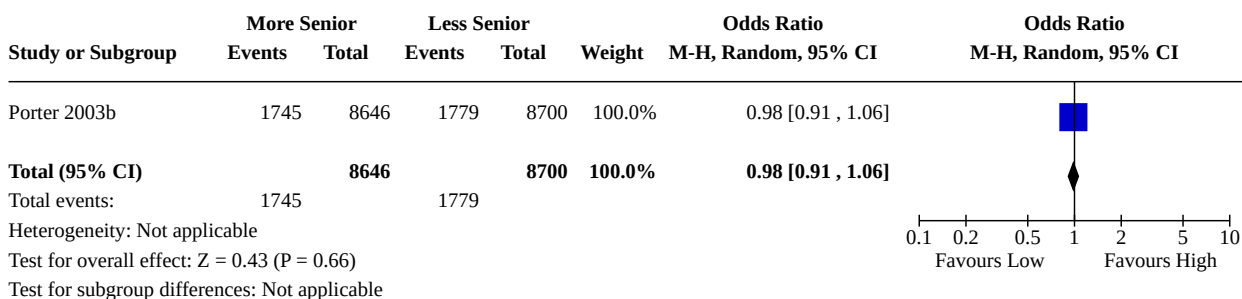 More Senior Less Senior Odds Ratio Odds Ratio
Study or Subgroup Events Total Events Total Weight M-H, Random, 95% CI M-H, Random, 95% CI
Porter 2003b 1745 8646 1779 8700 100.0% 0.98 [0.91 , 1.06]
Total (95% CI) 8646 8700 100.0% 0.98 [0.91 , 1.06]
Total events: 1745 1779
Heterogeneity: Not applicable
0.1 0.2 0.5 1 2 5 10
Test for overall effect: Z = 0.43 (P = 0.66)
Favours Low Favours High
Test for subgroup differences: Not applicable